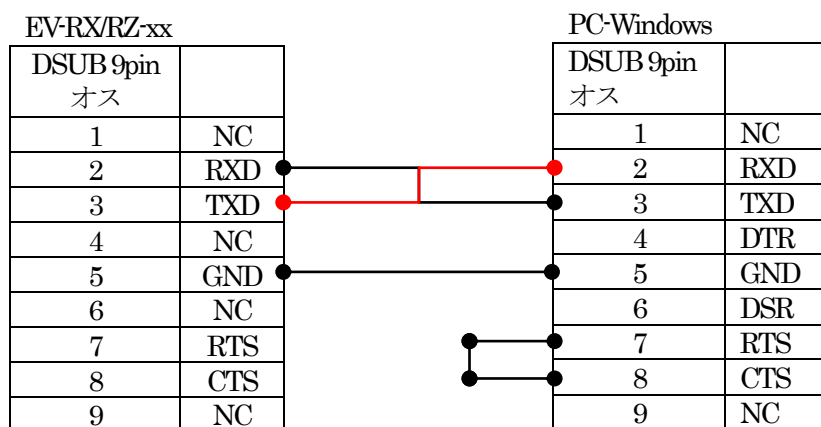 EV-RX/RZ-xx
DSUB 9pin
オス
1 NC
2 RXD
3 TXD
4 NC
5 GND
6 NC
7 RTS
8 CTS
9 NC
PC-Windows
DSUB 9pin
オス
1 NC
2 RXD
3 TXD
4 DTR
5 GND
6 DSR
7 RTS
8 CTS
9 NC